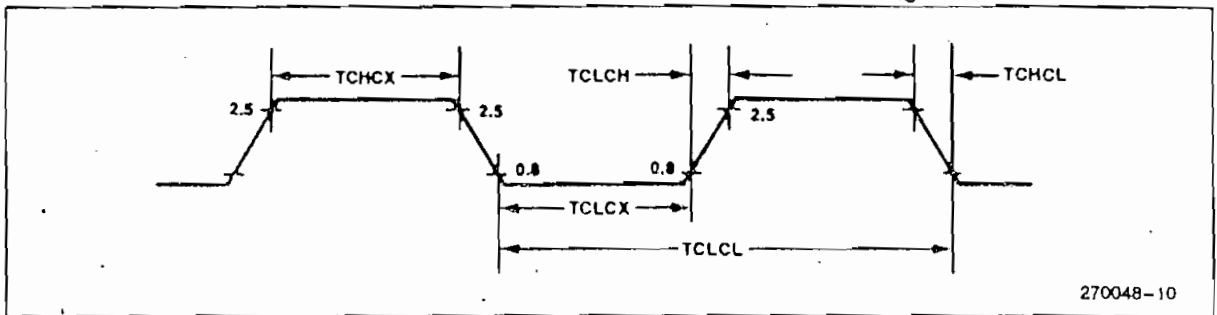 TCHCX
TCLCH
TCHCL
2.5
2.5
2.5
0.8
0.8
TCLCX
TCLCL
270048-10